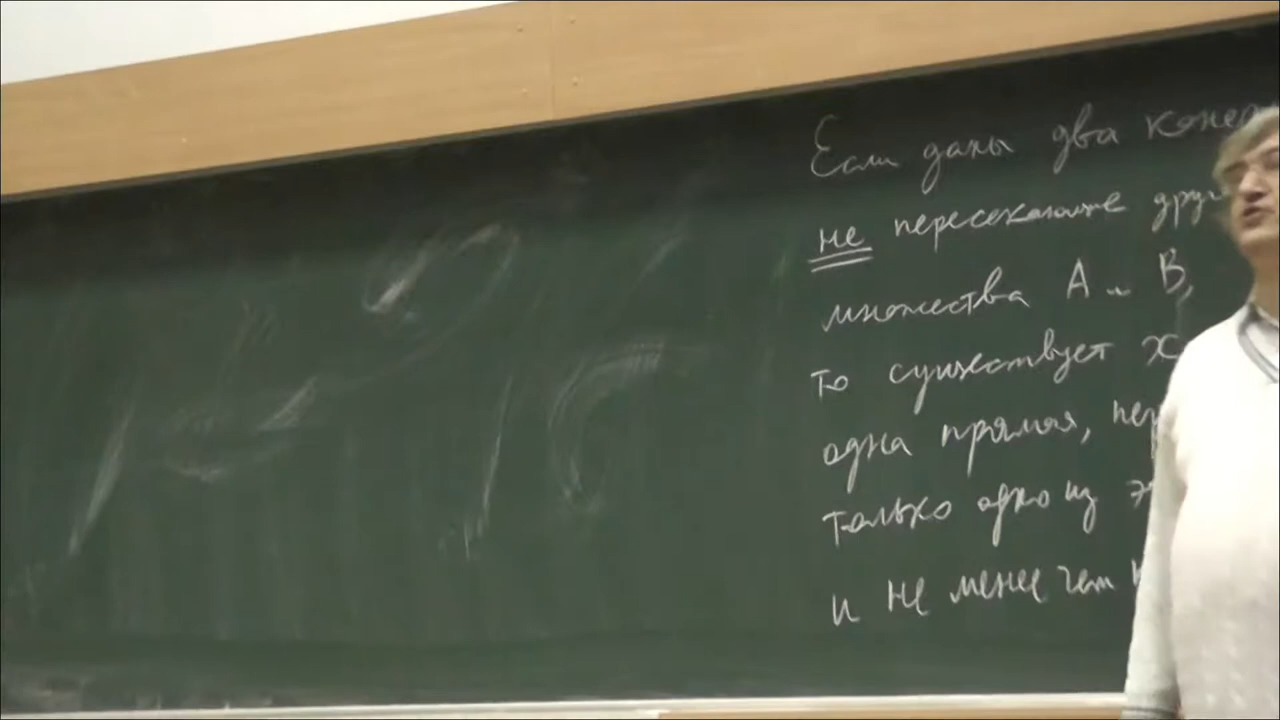 Если даны два конеч
не пересекающие друг
множества A и B,
то существует х
одна прямая, пер
только одно из э
и не менее чем